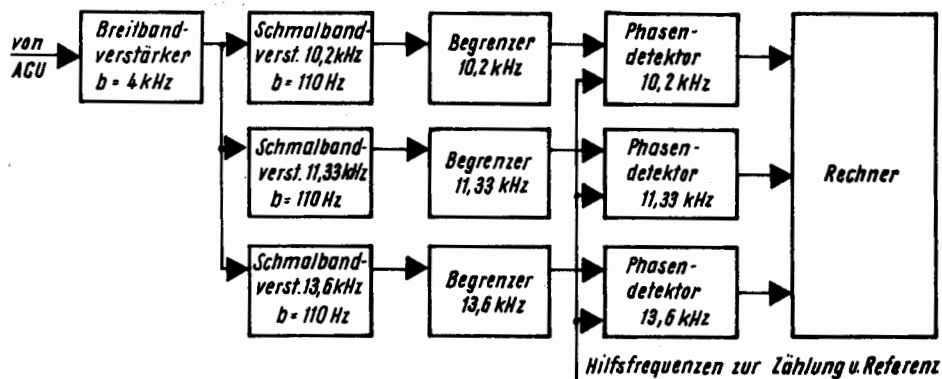 von
ACU
Breitband-
verstärker
b = 4 kHz
Schmalband-
verst. 10,2 kHz
b = 110 Hz
Begrenzer
10,2 kHz
Phasen-
detektor
10,2 kHz
Schmalband-
verst. 11,33 kHz
b = 110 Hz
Begrenzer
11,33 kHz
Phasen-
detektor
11,33 kHz
Rechner
Schmalband-
verst. 13,6 kHz
b = 110 Hz
Begrenzer
13,6 kHz
Phasen-
detektor
13,6 kHz
Hilfsfrequenzen zur Zählung u. Referenz